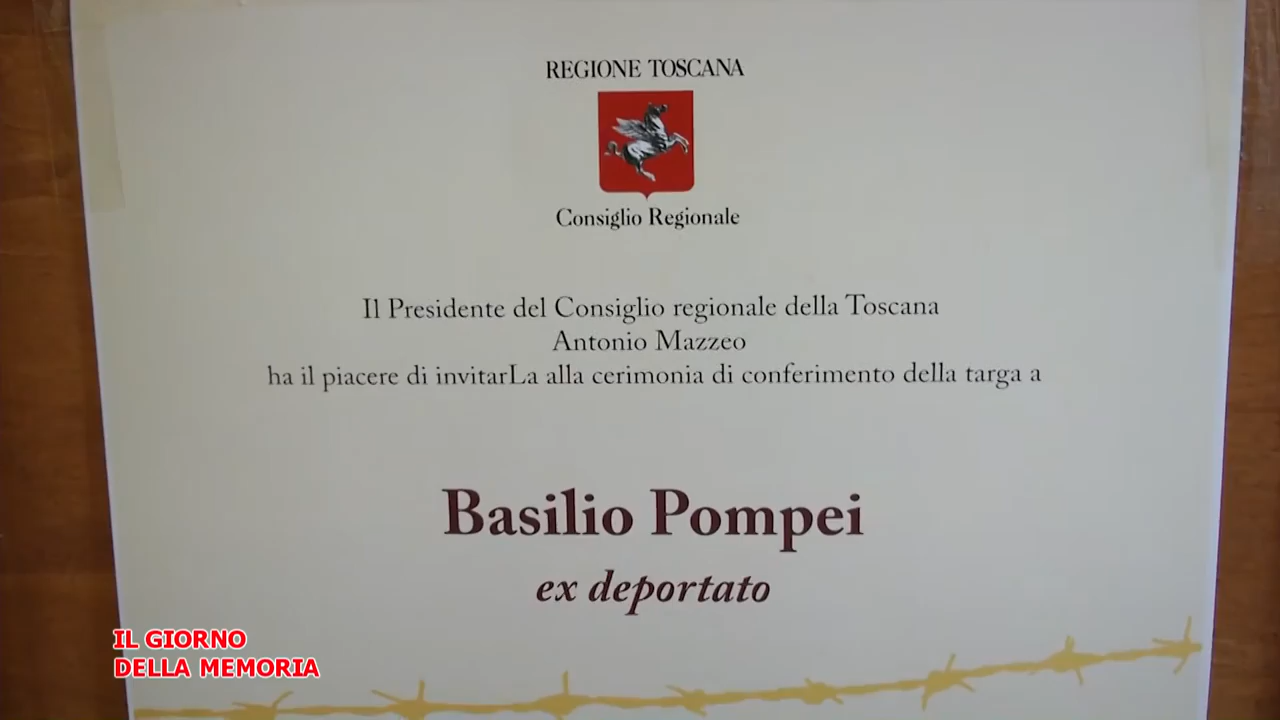 REGIONE TOSCANA
Consiglio Regionale
Il Presidente del Consiglio regionale della Toscana
Antonio Mazzeo
ha il piacere di invitarLa alla cerimonia di conferimento della targa a
Basilio Pompei
ex deportato
IL GIORNO
DELLA MEMORIA